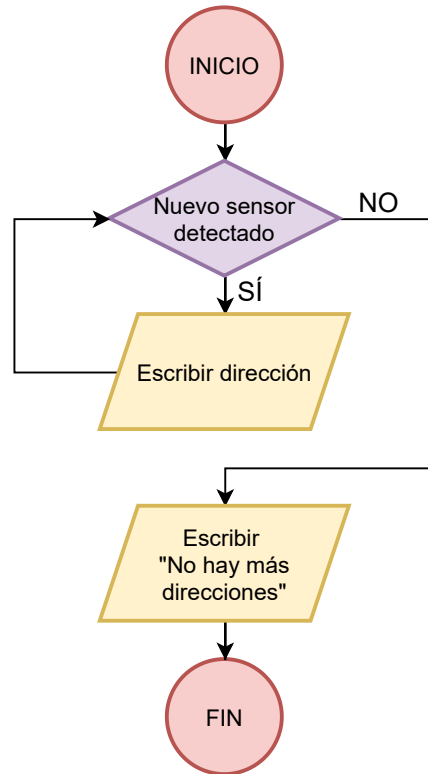 INICIO
Nuevo sensor
detectado
NO
SÍ
Escribir dirección
Escribir
"No hay más
direcciones"
FIN